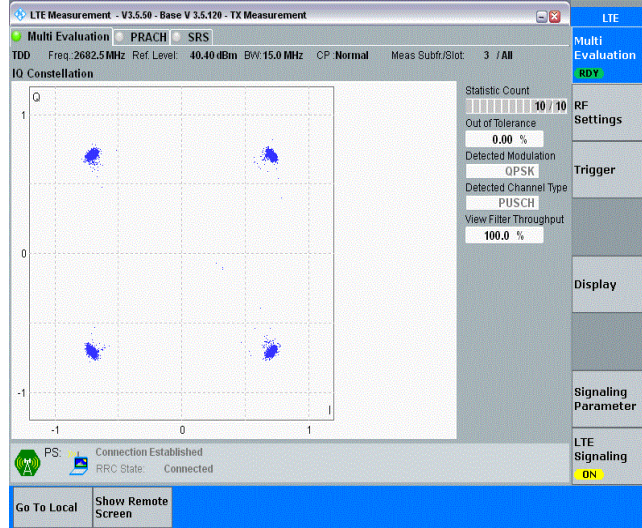 LTE Measurement - V3.5.50 - Base V 3.5.120 - TX Measurement
LTE
Multi Evaluation PRACH SRS
TDD Freq.:2682.5 MHz Ref. Level: 40.40 dBm BW:15.0 MHz CP :Normal Meas Subfr./Slot: 3 / All
IQ Constellation
Multi
Evaluation
RDY
Q
1
0
-1
-1 0 1
I
Statistic Count
10 / 10
Out of Tolerance
0.00 %
Detected Modulation
QPSK
Detected Channel Type
PUSCH
View Filter Throughput
100.0 %
RF
Settings
Trigger
Display
Signaling
Parameter
LTE
Signaling
ON
PS: Connection Established
RRC State: Connected
Go To Local
Show Remote
Screen